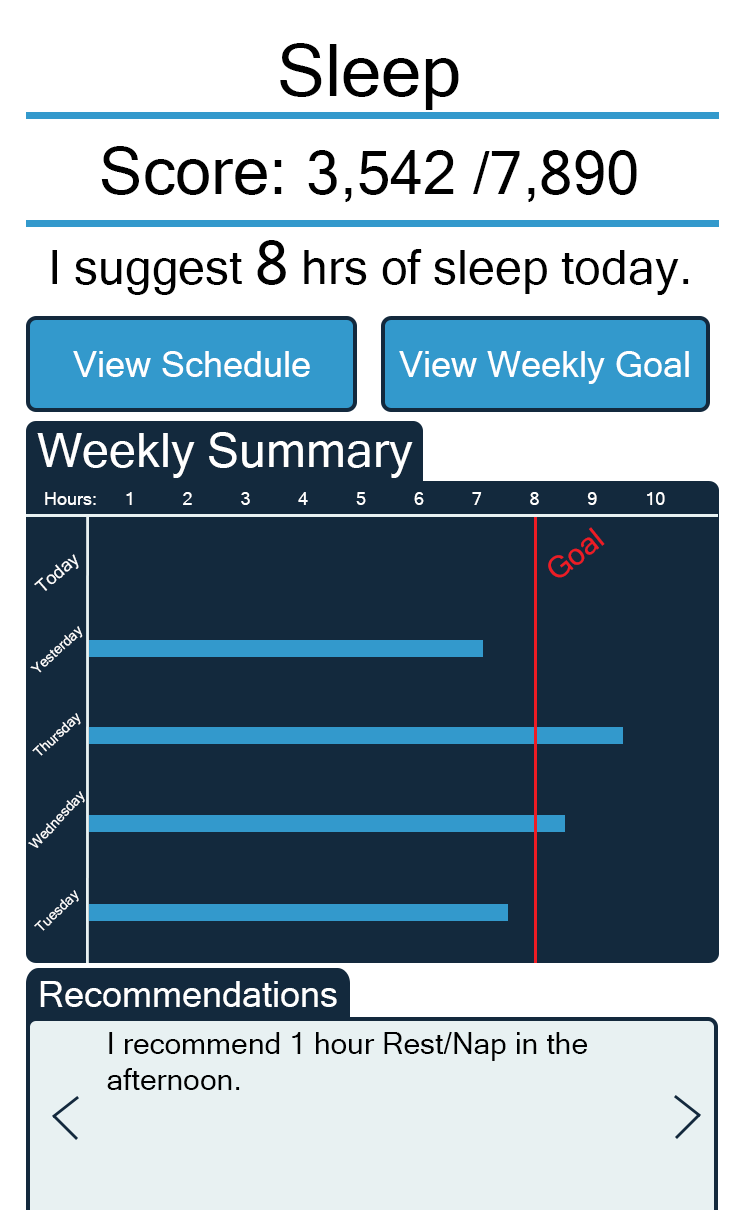 Sleep
Score: 3,542 /7,890
I suggest 8 hrs of sleep today.
View Schedule
View Weekly Goal
Weekly Summary
Hours: 1 2 3 4 5 6 7 8 9 10
Goal
Today
Yesterday
Thursday
Wednesday
Tuesday
Recommendations
I recommend 1 hour Rest/Nap in the
afternoon.